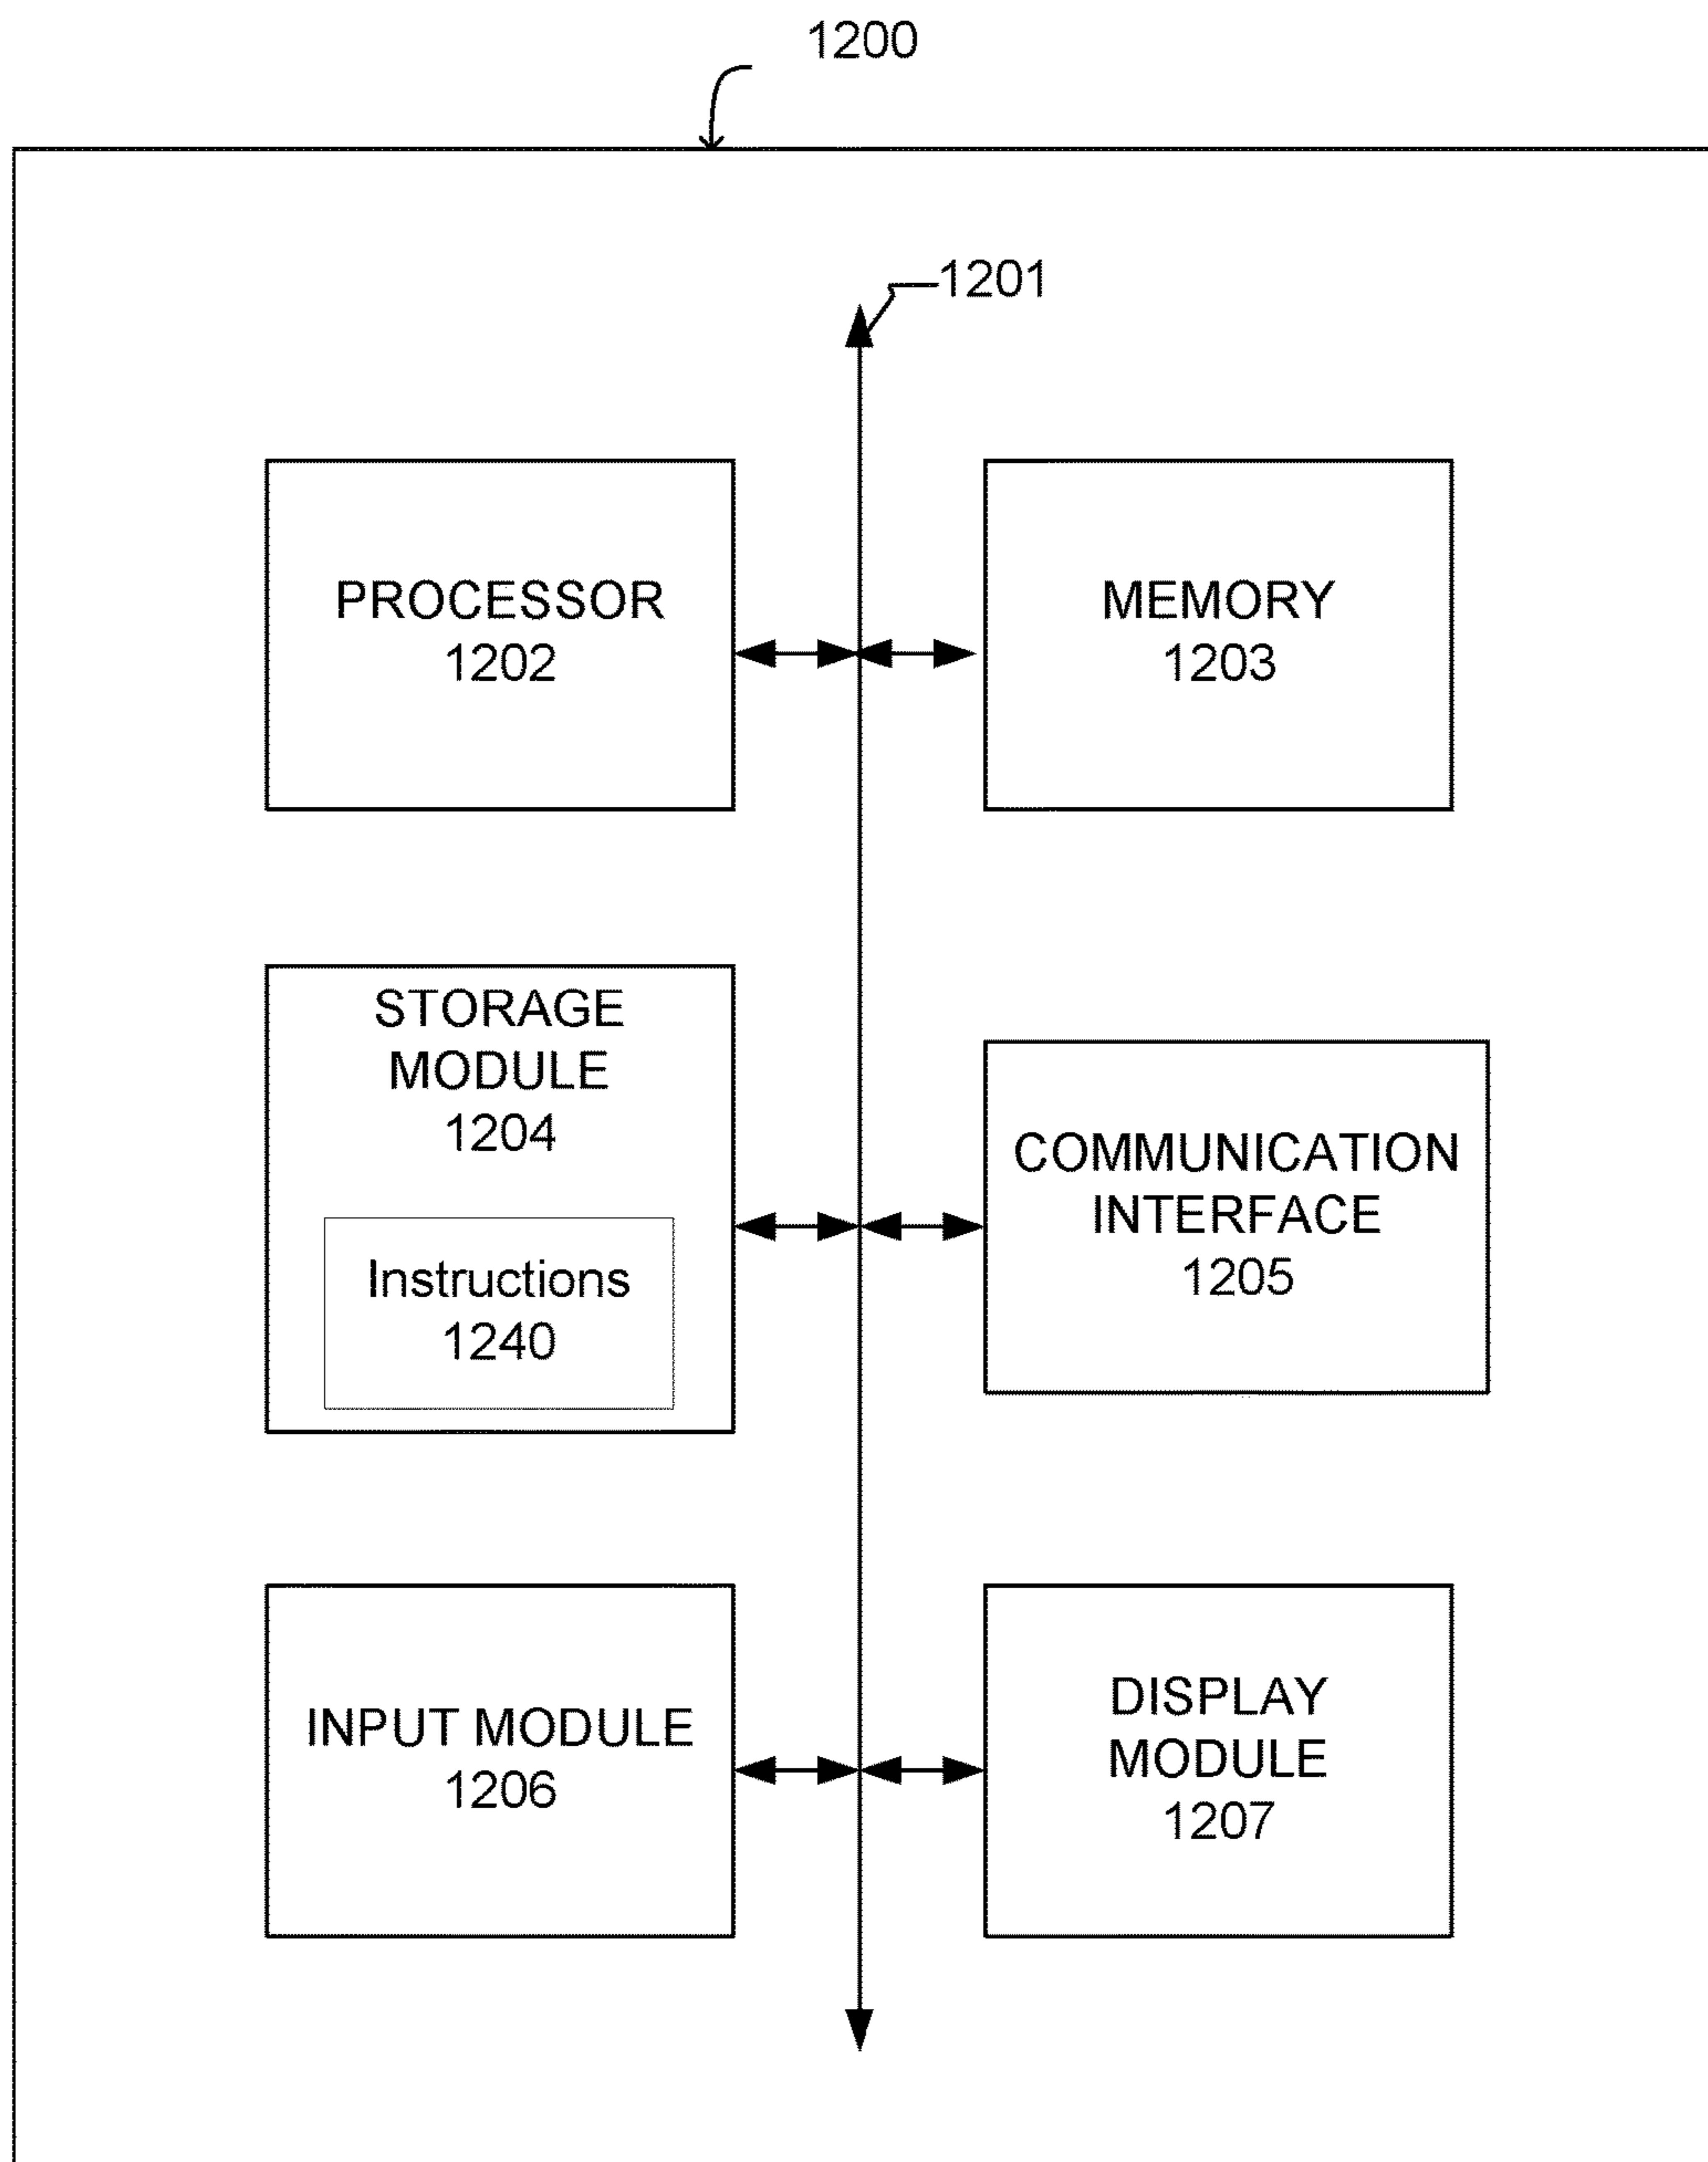 1200
1201
PROCESSOR
1202
MEMORY
1203
STORAGE
MODULE
1204
Instructions
1240
COMMUNICATION
INTERFACE
1205
INPUT MODULE
1206
DISPLAY
MODULE
1207